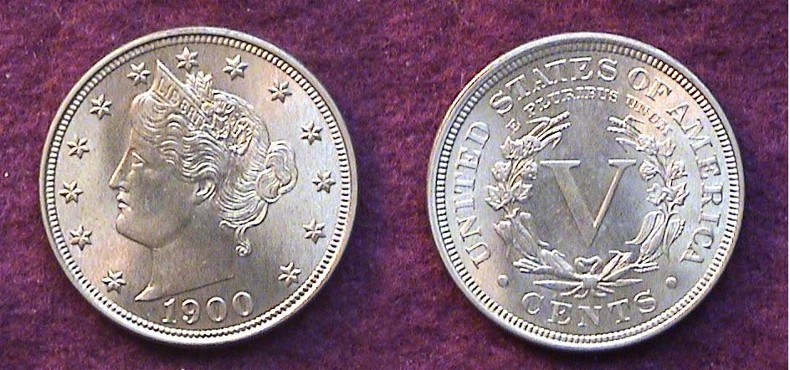 LIBERTY
1900
UNITED STATES OF AMERICA
E PLURIBUS UNUM
V
CENTS